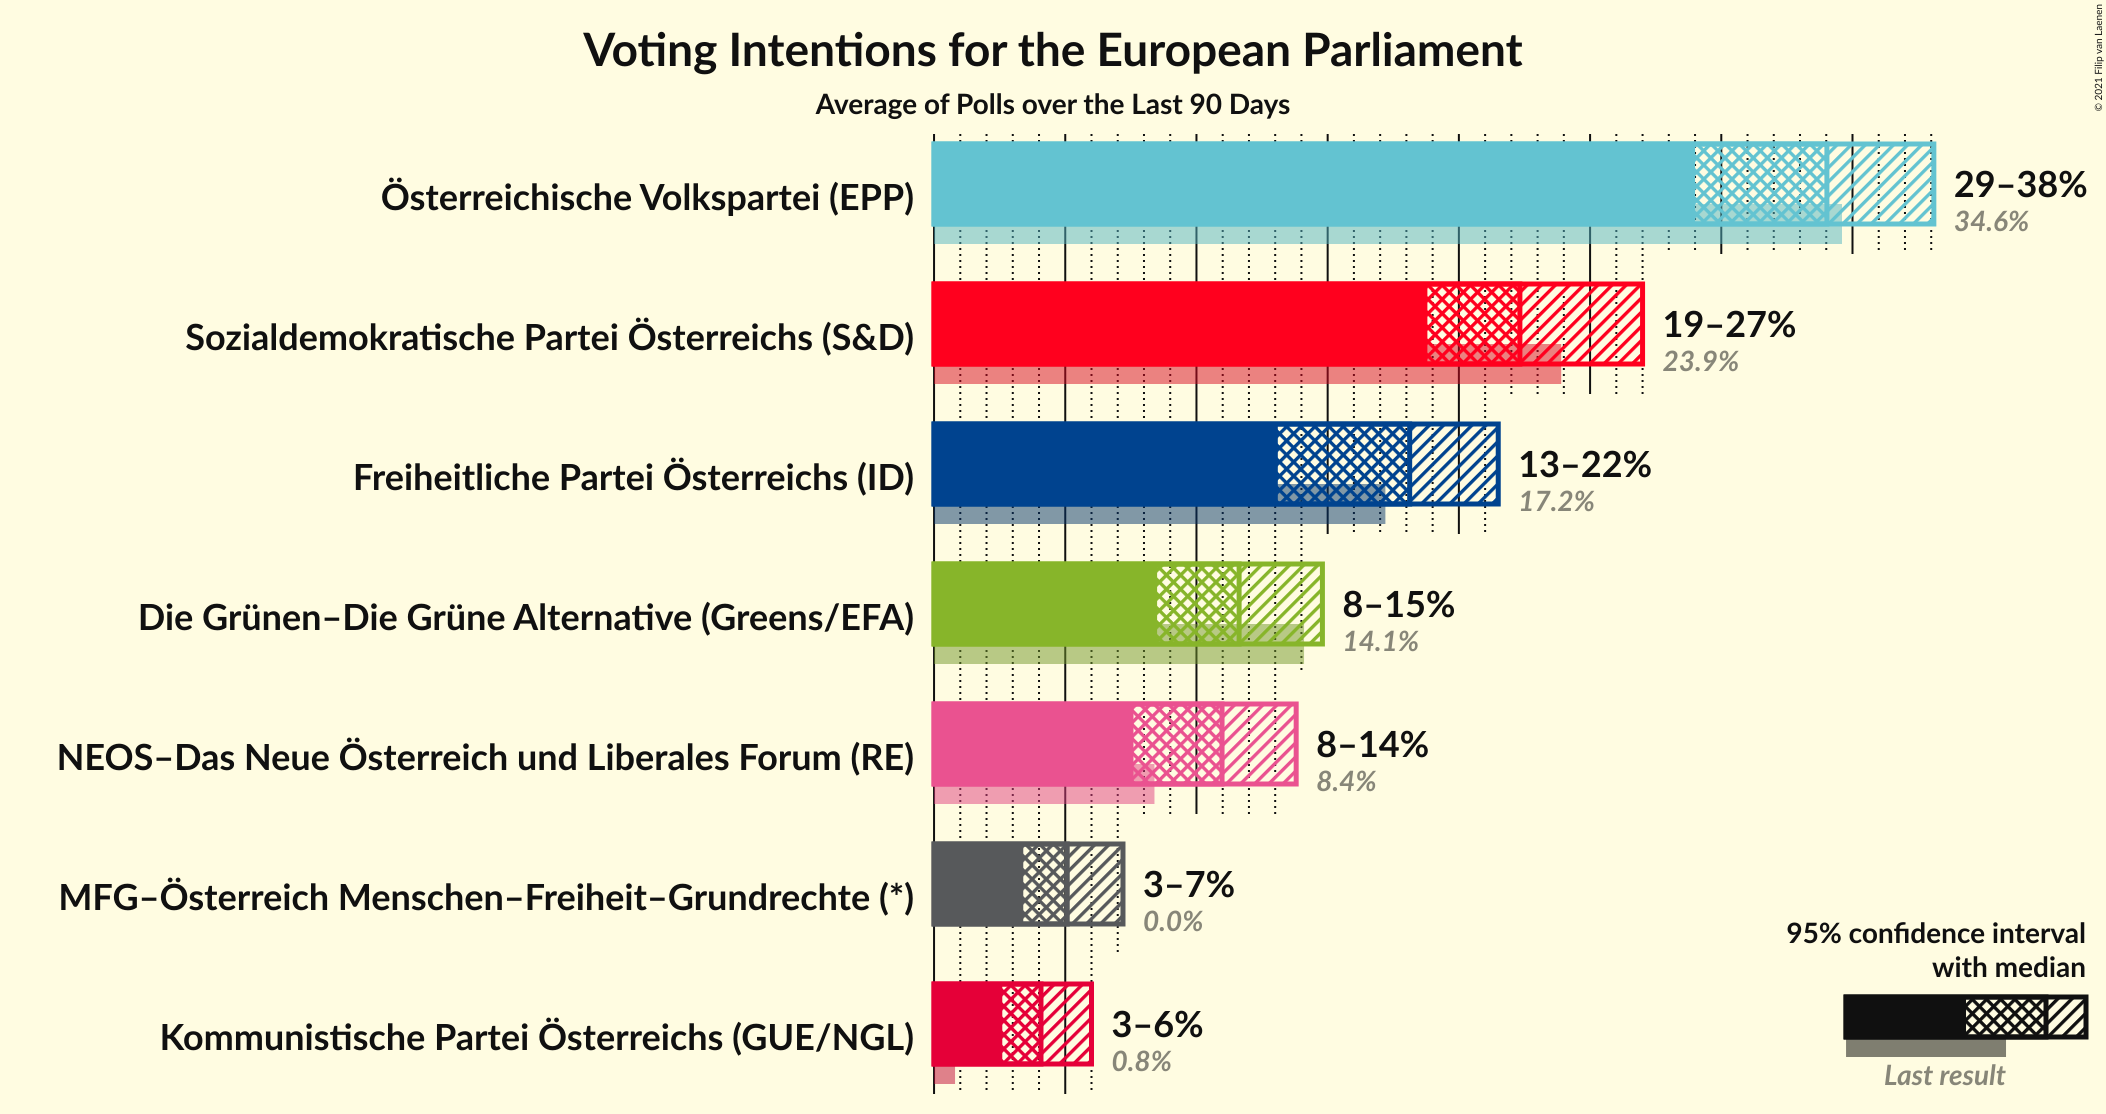 Voting Intentions for the European Parliament
Average of Polls over the Last 90 Days
© 2021 Filip van Laenen
Österreichische Volkspartei (EPP)
29–38%
34.6%
Sozialdemokratische Partei Österreichs (S&D)
19–27%
23.9%
Freiheitliche Partei Österreichs (ID)
13–22%
17.2%
Die Grünen–Die Grüne Alternative (Greens/EFA)
8–15%
14.1%
NEOS–Das Neue Österreich und Liberales Forum (RE)
8–14%
8.4%
MFG–Österreich Menschen–Freiheit–Grundrechte (*)
3–7%
0.0%
Kommunistische Partei Österreichs (GUE/NGL)
3–6%
0.8%
95% confidence interval
with median
Last result